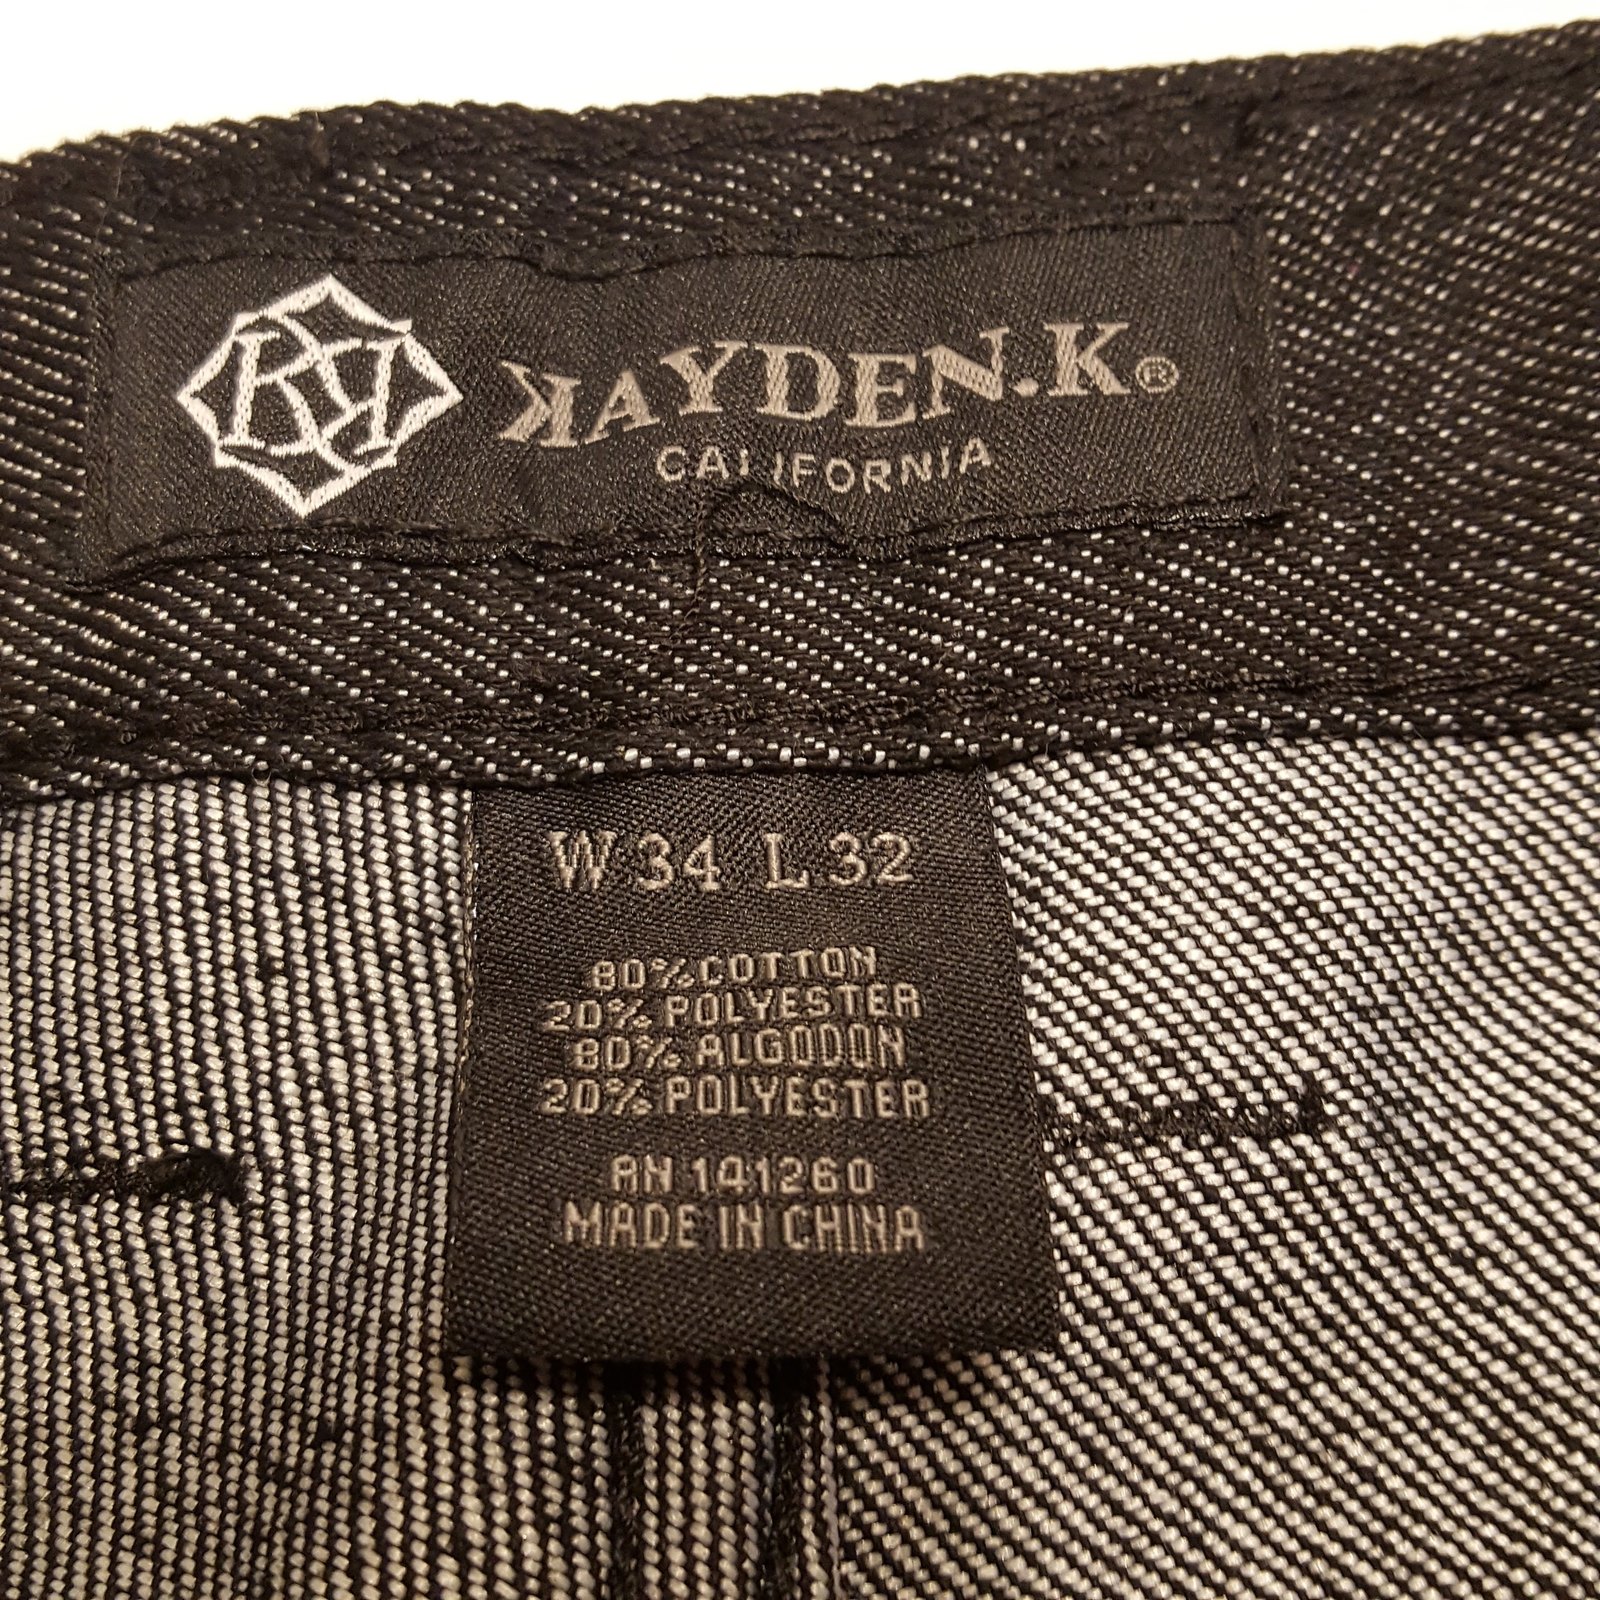 KAYDEN.K®
CALIFORNIA
W 34 L 32
80% COTTON
20% POLYESTER
80% ALGODON
20% POLYESTER
RN 141260
MADE IN CHINA